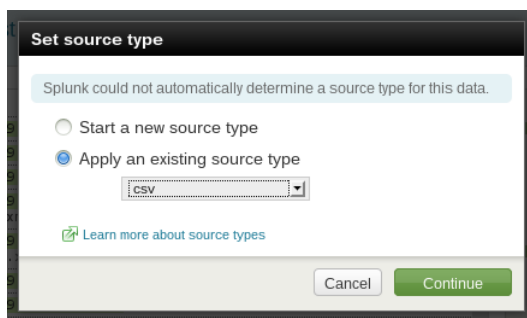 Set source type
Splunk could not automatically determine a source type for this data.
Start a new source type
Apply an existing source type
csv
Learn more about source types
Cancel Continue